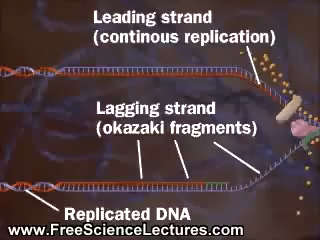 Leading strand
(continous replication)
Lagging strand
(okazaki fragments)
Replicated DNA
www.FreeScienceLectures.com